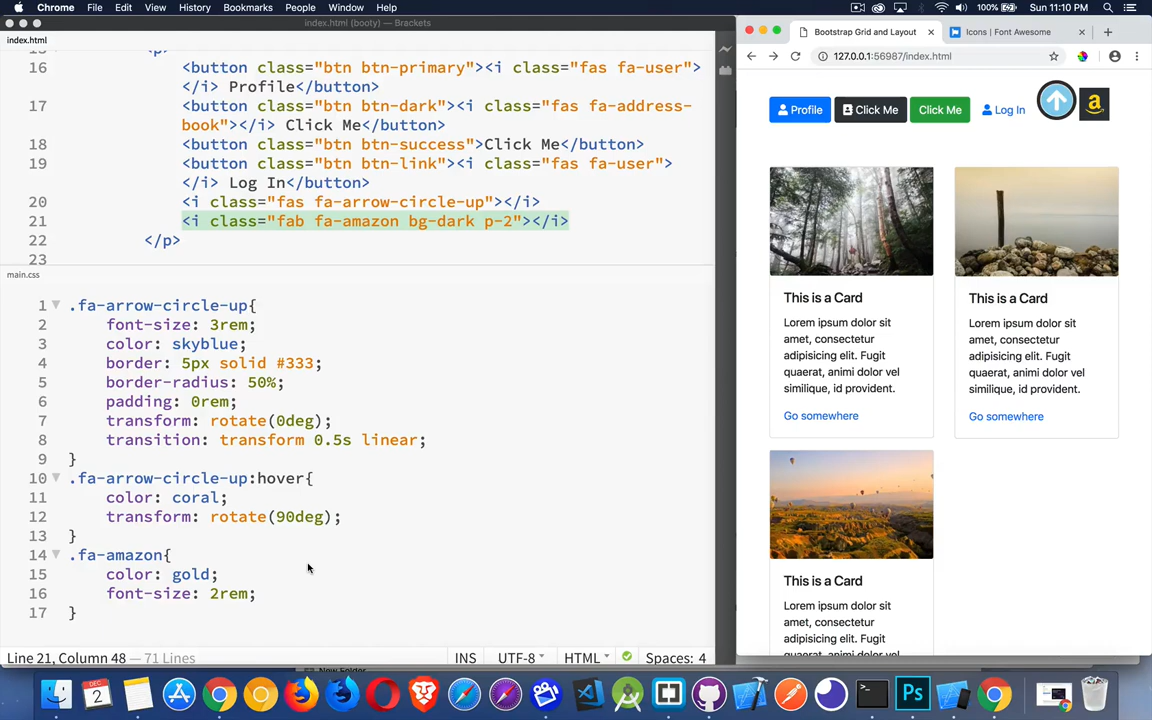 Chrome File Edit View History Bookmarks People Window Help 100% Sun 11:10 PM
index.html (booty) — Brackets
index.html
15 <p>
16 <button class="btn btn-primary"><i class="fas fa-user">
</i> Profile</button>
17 <button class="btn btn-dark"><i class="fas fa-address-
book"></i> Click Me</button>
18 <button class="btn btn-success">Click Me</button>
19 <button class="btn btn-link"><i class="fas fa-user">
</i> Log In</button>
20 <i class="fas fa-arrow-circle-up"></i>
21 <i class="fab fa-amazon bg-dark p-2"></i>
22 </p>
23
main.css
1 .fa-arrow-circle-up{
2 font-size: 3rem;
3 color: skyblue;
4 border: 5px solid #333;
5 border-radius: 50%;
6 padding: 0rem;
7 transform: rotate(0deg);
8 transition: transform 0.5s linear;
9 }
10 .fa-arrow-circle-up:hover{
11 color: coral;
12 transform: rotate(90deg);
13 }
14 .fa-amazon{
15 color: gold;
16 font-size: 2rem;
17 }
Line 21, Column 48 — 71 Lines
INS UTF-8 HTML Spaces: 4
Bootstrap Grid and Layout
Icons | Font Awesome
127.0.0.1:56987/index.html
Profile Click Me Click Me Log In
This is a Card
Lorem ipsum dolor sit
amet, consectetur
adipisicing elit. Fugit
quaerat, animi dolor vel
similique, id provident.
Go somewhere
This is a Card
Lorem ipsum dolor sit
amet, consectetur
adipisicing elit. Fugit
quaerat, animi dolor vel
similique, id provident.
Go somewhere
This is a Card
Lorem ipsum dolor sit
amet, consectetur
adipisicing elit. Fugit
quaerat, animi dolor vel
New Folder
DEC
2
Ps